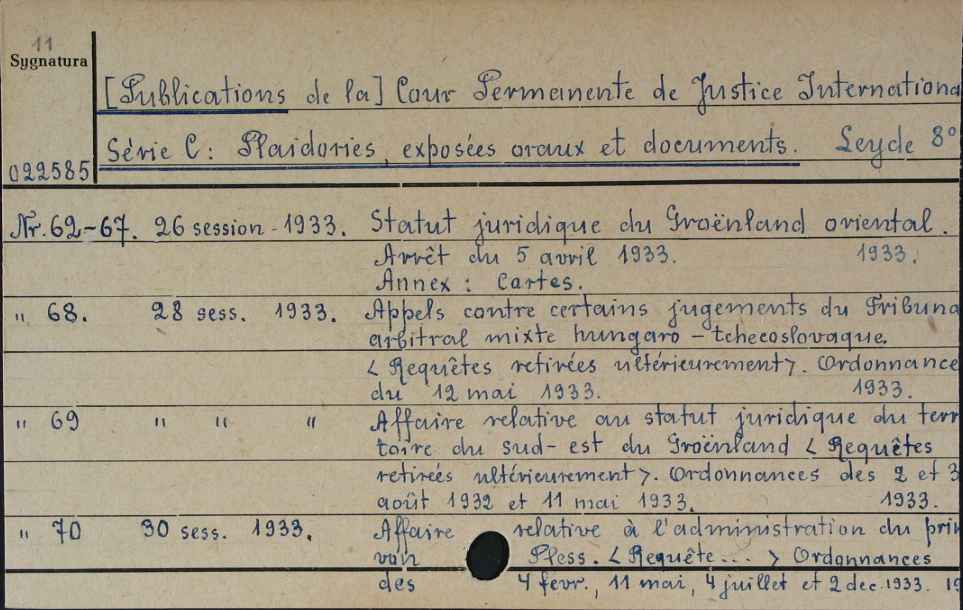 11
Sygnatura
[Publications de la] Cour Permanente de Justice Internationa
Série C: Plaidories, exposées oraux et documents. Leyde 8°
022585
Nr. 62-67. 26 session - 1933. Statut juridique du Groënland oriental.
Arrêt du 5 avril 1933. 1933.
Annex: Cartes.
" 68. 28 sess. 1933. Appels contre certains jugements du Tribuna
arbitral mixte hungaro - tchecoslovaque.
< Requêtes retirées ultérieurement>. Ordonnance
du 12 mai 1933. 1933.
" 69 " " " Affaire relative au statut juridique du terr
toire du sud-est du Groënland < Requêtes
retireés ultérieurement>. Ordonnances des 2 et 3
août 1932 et 11 mai 1933. 1933.
" 70 30 sess. 1933. Affaire relative à l'administration du prin
von Pless. < Requête... > Ordonnances
des 4 fevr., 11 mai, 4 juillet et 2 dec. 1933. 19